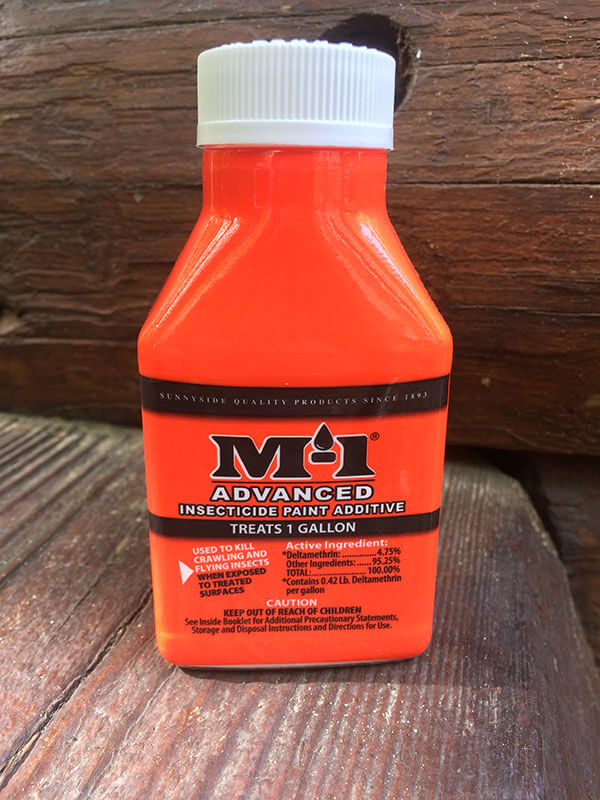 SUNNYSIDE QUALITY PRODUCTS SINCE 1893
M-1®
ADVANCED
INSECTICIDE PAINT ADDITIVE
TREATS 1 GALLON
USED TO KILL
CRAWLING AND
FLYING INSECTS
WHEN EXPOSED
TO TREATED
SURFACES
Active Ingredient:
*Deltamethrin: ..............4.75%
Other Ingredients: ......95.25%
TOTAL: ......................100.00%
*Contains 0.42 Lb. Deltamethrin
per gallon
CAUTION
KEEP OUT OF REACH OF CHILDREN
See Inside Booklet for Additional Precautionary Statements,
Storage and Disposal Instructions and Directions for Use.